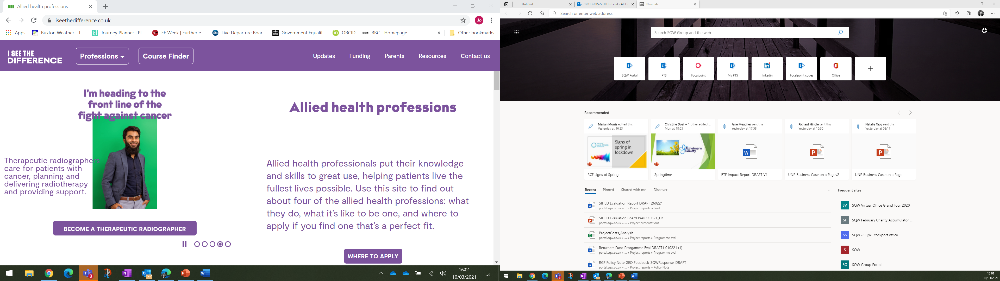 Allied health professions
iseethedifference.co.uk
Jo
Apps
Buxton Weather – L...
Journey Planner | Pl...
FE Week | Further e...
Live Departure Boar...
Government Equalit...
ORCID
BBC - Homepage
»
Other bookmarks
I SEE THE
DIFFERENCE
Professions
Course Finder
Updates
Funding
Parents
Resources
Contact us
I'm heading to the
front line of the
fight against cancer
Therapeutic radiographers
care for patients with
cancer, planning and
delivering radiotherapy
and providing support.
BECOME A THERAPEUTIC RADIOGRAPHER
Allied health professions
Allied health professionals put their knowledge
and skills to great use, helping patients live the
fullest lives possible. Use this site to find out
about four of the allied health professions: what
they do, what it's like to be one, and where to
apply if you find one that's a perfect fit.
WHERE TO APPLY
16:01
10/03/2021
Untitled
19313-OfS-SIHED - Final - All Do
New tab
Search or enter web address
Search SQW Group and the web
SQW Portal
PTS
Focalpoint
My PTS
linkedin
Focalpoint codes
Office
Recommended
Marian Morris edited this
Yesterday at 16:23
Signs of
spring in
lockdown
RCF signs of Spring
Christine Doel + 1 other edited ...
Mon at 18:55
Alzheimer's
Society
Springtime
Jane Meagher sent this
Yesterday at 17:58
ETF Impact Report DRAFT V1
Richard Hindle sent this
Yesterday at 16:35
UNP Business Case on a Pagev2
Natalie Tacq sent this
Yesterday at 08:17
UNP Business Case on a Page
Recent
Pinned
Shared with me
Discover
SIHED Evaluation Report DRAFT 260221
portal.sqw.co.uk » ... » Project reports » Final
SIHED Evaluation Board Pres 110321_LR
portal.sqw.co.uk » ... » Project presentations
ProjectCosts_Analysis
portal.sqw.co.uk » ... » Project reports » Programme eval
Returners Fund Prorgamme Eval DRAFT1 010221 (1)
portal.sqw.co.uk » ... » Project reports » Programme eval
RGF Policy Note GEO Feedback_SQWResponse_DRAFT
portal.sqw.co.uk » ... » Project reports » Policy Note
Frequent sites
SV SQW Virtual Office Grand Tour 2020
SF SQW February Charity Accumulator ...
SS SQW - SQW Stockport office
S SQW
SG SQW Group Portal
16:01
10/03/2021